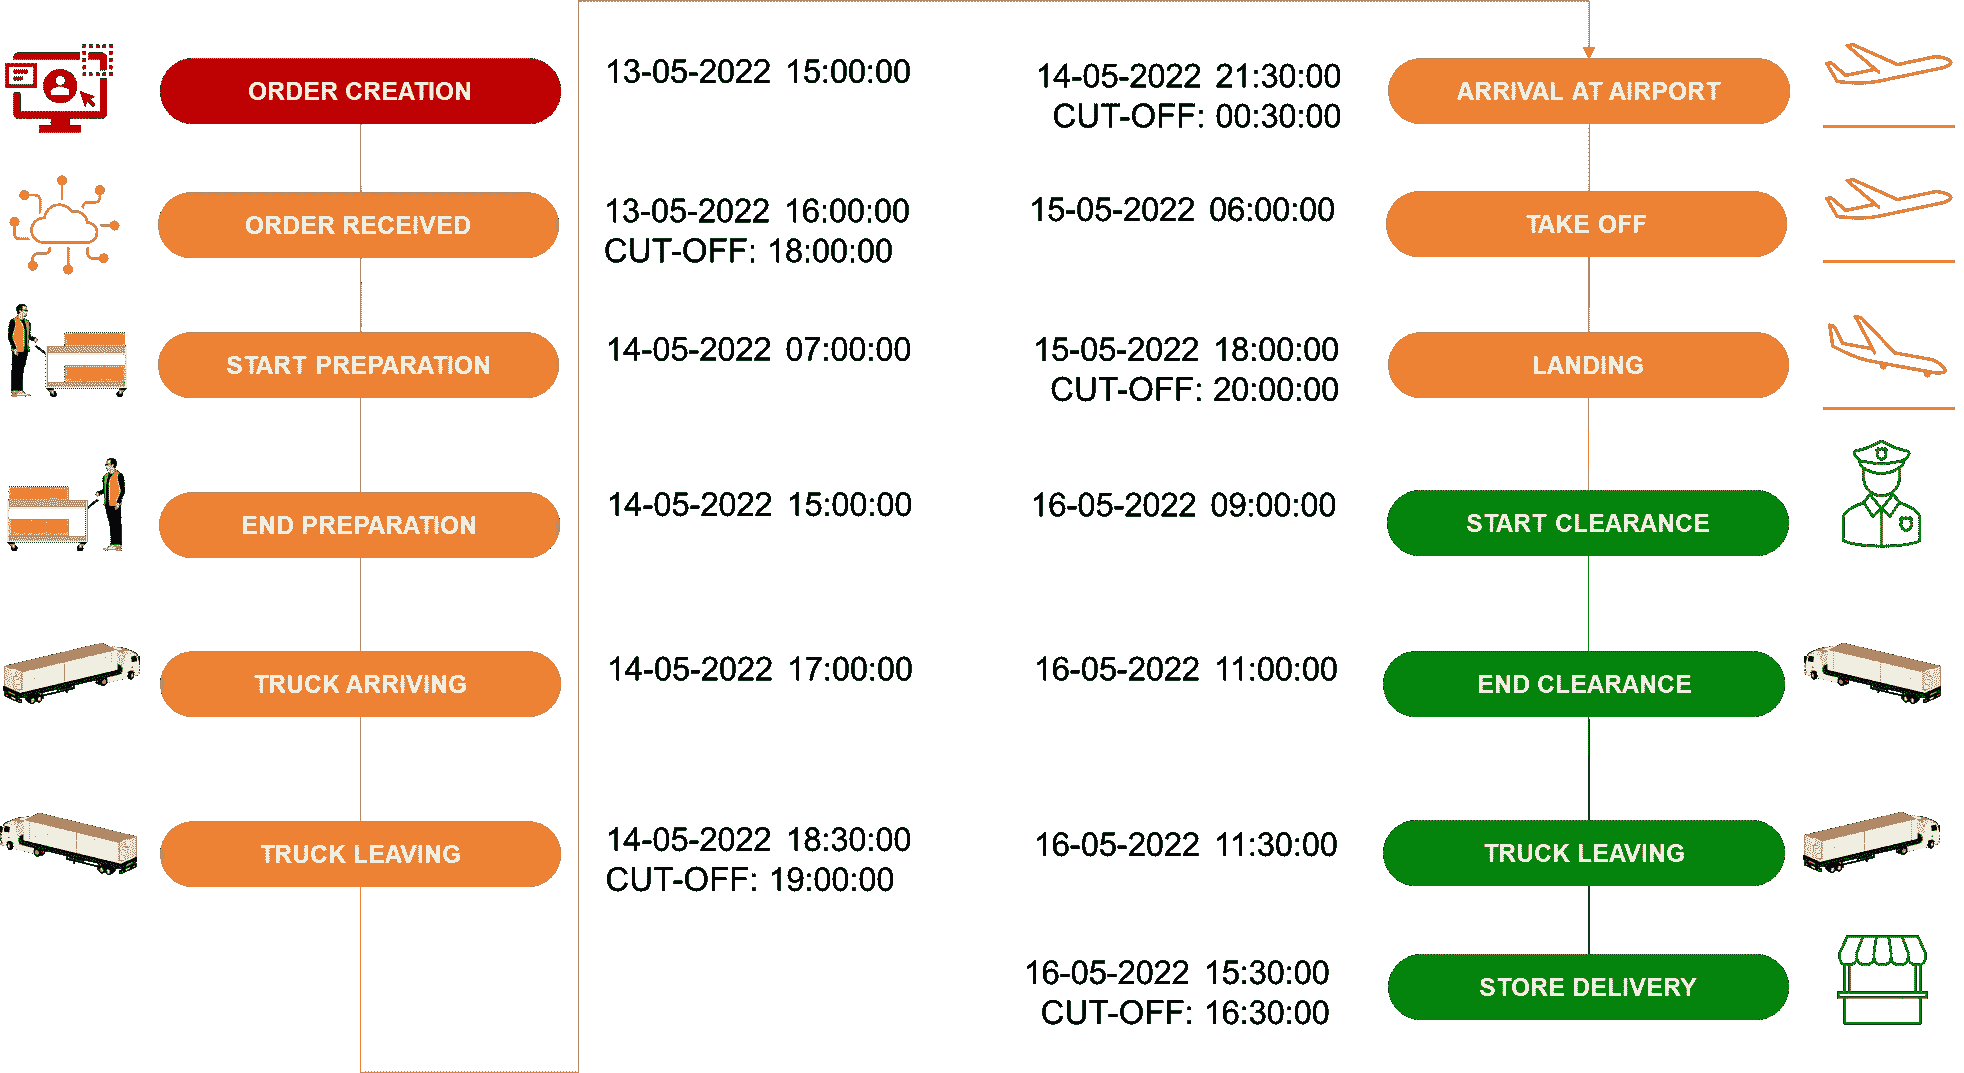 ORDER CREATION
13-05-2022 15:00:00
ORDER RECEIVED
13-05-2022 16:00:00
CUT-OFF: 18:00:00
START PREPARATION
14-05-2022 07:00:00
END PREPARATION
14-05-2022 15:00:00
TRUCK ARRIVING
14-05-2022 17:00:00
TRUCK LEAVING
14-05-2022 18:30:00
CUT-OFF: 19:00:00
14-05-2022 21:30:00
CUT-OFF: 00:30:00
ARRIVAL AT AIRPORT
15-05-2022 06:00:00
TAKE OFF
15-05-2022 18:00:00
CUT-OFF: 20:00:00
LANDING
16-05-2022 09:00:00
START CLEARANCE
16-05-2022 11:00:00
END CLEARANCE
16-05-2022 11:30:00
TRUCK LEAVING
16-05-2022 15:30:00
CUT-OFF: 16:30:00
STORE DELIVERY